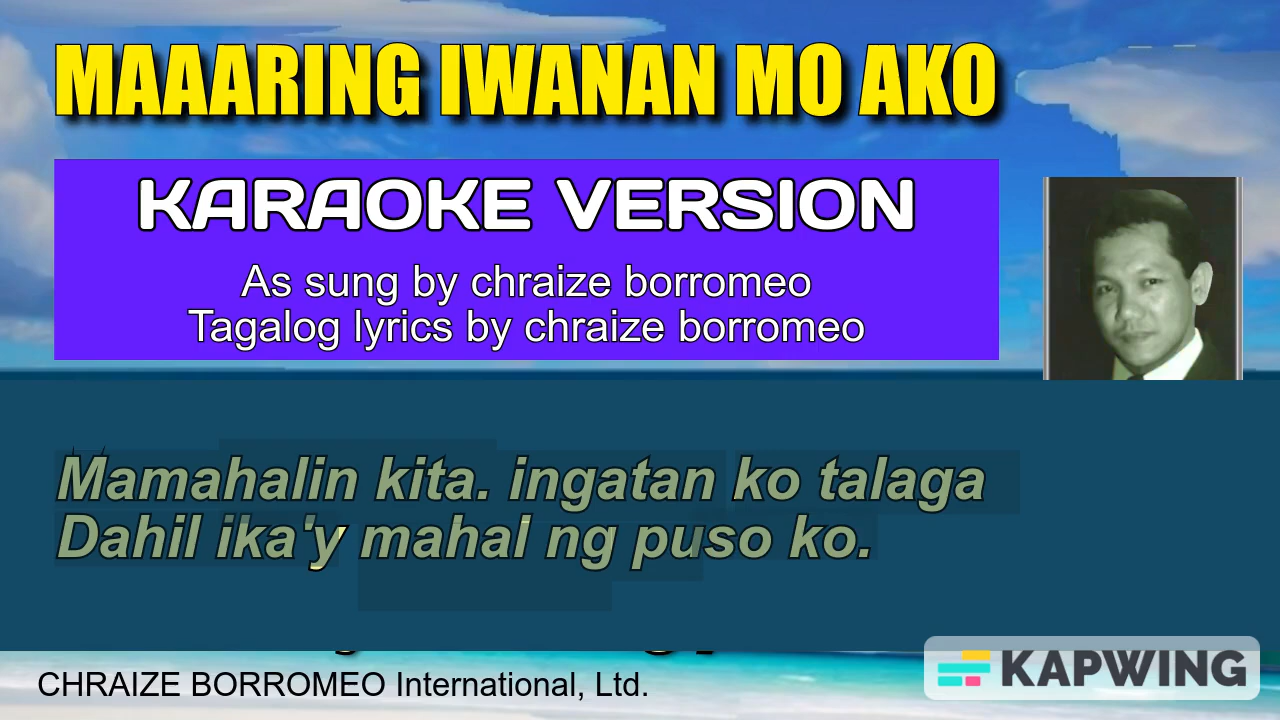 MAAARING IWANAN MO AKO
KARAOKE VERSION
As sung by chraize borromeo
Tagalog lyrics by chraize borromeo
Mamahalin kita. ingatan ko talaga
Dahil ika'y mahal ng puso ko.
CHRAIZE BORROMEO International, Ltd.
KAPWING